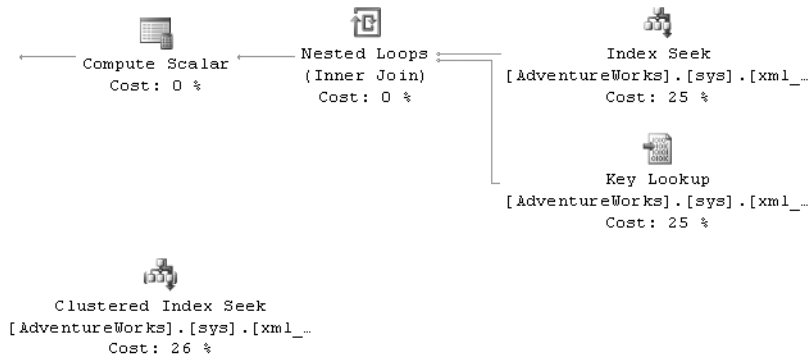 Compute Scalar
Cost: 0 %
Nested Loops
(Inner Join)
Cost: 0 %
Index Seek
[AdventureWorks].[sys].[xml_…
Cost: 25 %
Key Lookup
[AdventureWorks].[sys].[xml_…
Cost: 25 %
Clustered Index Seek
[AdventureWorks].[sys].[xml_…
Cost: 26 %